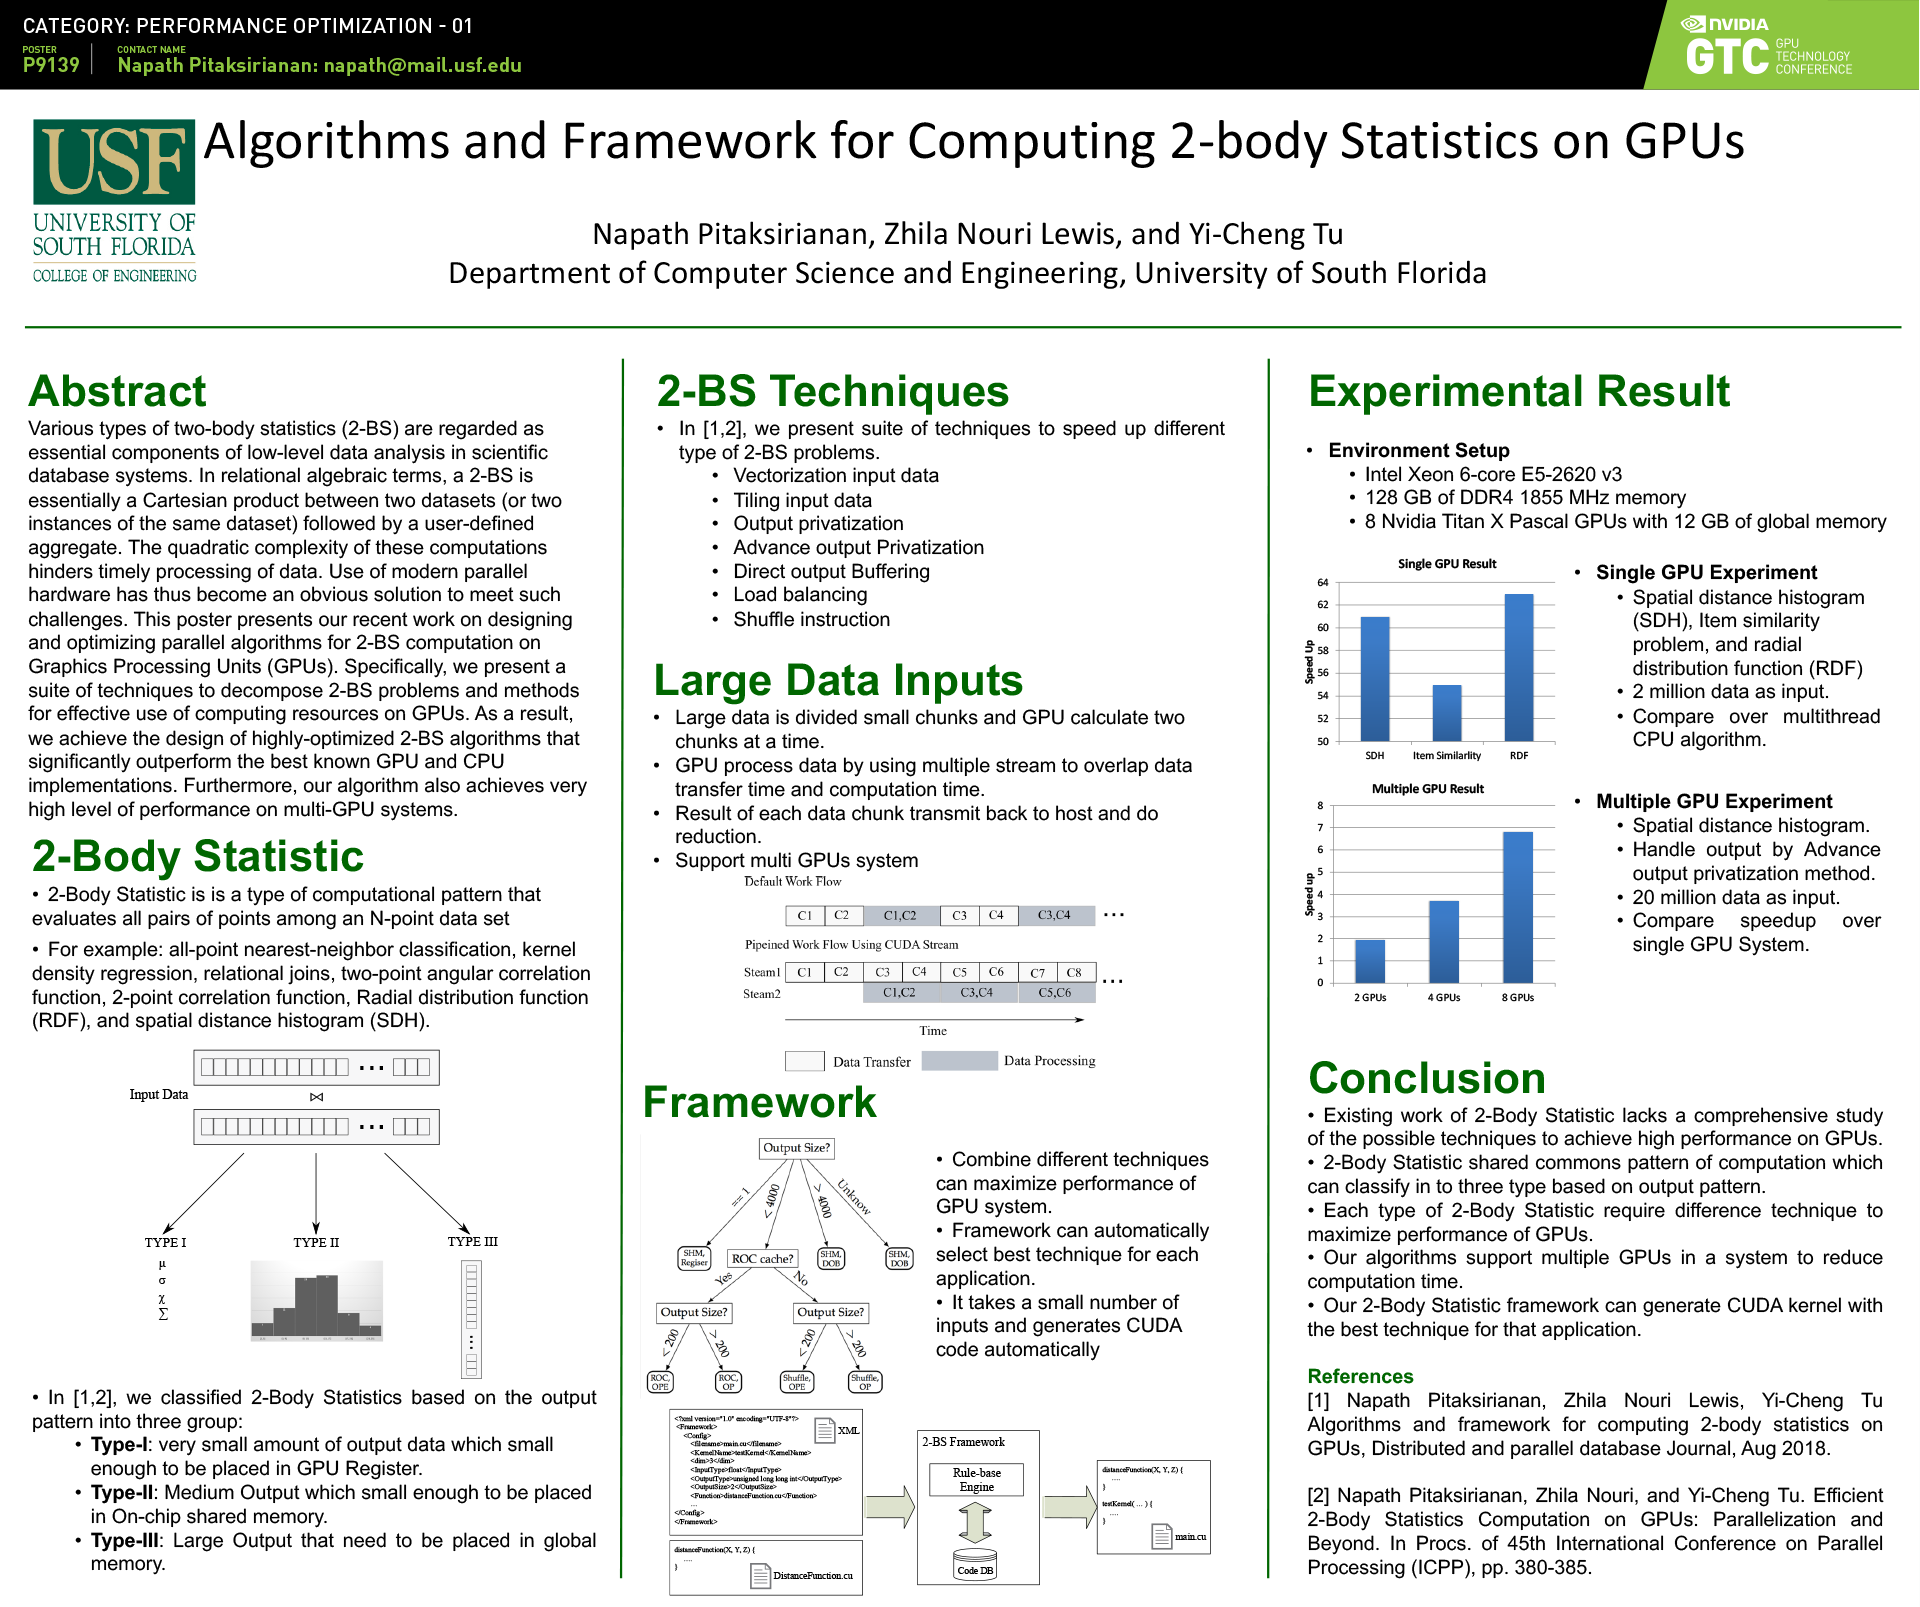 CATEGORY: PERFORMANCE OPTIMIZATION - 01
POSTER
P9139
CONTACT NAME
Napath Pitaksirianan: napath@mail.usf.edu
NVIDIA
GTC
GPU
TECHNOLOGY
CONFERENCE
USF
UNIVERSITY OF
SOUTH FLORIDA
COLLEGE OF ENGINEERING
Algorithms and Framework for Computing 2-body Statistics on GPUs
Napath Pitaksirianan, Zhila Nouri Lewis, and Yi-Cheng Tu
Department of Computer Science and Engineering, University of South Florida
Abstract
Various types of two-body statistics (2-BS) are regarded as
essential components of low-level data analysis in scientific
database systems. In relational algebraic terms, a 2-BS is
essentially a Cartesian product between two datasets (or two
instances of the same dataset) followed by a user-defined
aggregate. The quadratic complexity of these computations
hinders timely processing of data. Use of modern parallel
hardware has thus become an obvious solution to meet such
challenges. This poster presents our recent work on designing
and optimizing parallel algorithms for 2-BS computation on
Graphics Processing Units (GPUs). Specifically, we present a
suite of techniques to decompose 2-BS problems and methods
for effective use of computing resources on GPUs. As a result,
we achieve the design of highly-optimized 2-BS algorithms that
significantly outperform the best known GPU and CPU
implementations. Furthermore, our algorithm also achieves very
high level of performance on multi-GPU systems.
2-Body Statistic
• 2-Body Statistic is is a type of computational pattern that
evaluates all pairs of points among an N-point data set
• For example: all-point nearest-neighbor classification, kernel
density regression, relational joins, two-point angular correlation
function, 2-point correlation function, Radial distribution function
(RDF), and spatial distance histogram (SDH).
Input Data
⋈
TYPE I
TYPE II
TYPE III
μ
σ
χ
Σ
• In [1,2], we classified 2-Body Statistics based on the output
pattern into three group:
• Type-I: very small amount of output data which small
enough to be placed in GPU Register.
• Type-II: Medium Output which small enough to be placed
in On-chip shared memory.
• Type-III: Large Output that need to be placed in global
memory.
2-BS Techniques
• In [1,2], we present suite of techniques to speed up different
type of 2-BS problems.
• Vectorization input data
• Tiling input data
• Output privatization
• Advance output Privatization
• Direct output Buffering
• Load balancing
• Shuffle instruction
Large Data Inputs
• Large data is divided small chunks and GPU calculate two
chunks at a time.
• GPU process data by using multiple stream to overlap data
transfer time and computation time.
• Result of each data chunk transmit back to host and do
reduction.
• Support multi GPUs system
Default Work Flow
C1 C2 C1,C2 C3 C4 C3,C4 ...
Pipeined Work Flow Using CUDA Stream
Steam1 C1 C2 C3 C4 C5 C6 C7 C8 ...
Steam2 C1,C2 C3,C4 C5,C6
Time
Data Transfer Data Processing
Framework
Output Size?
== 1
< 4000
> 4000
Unknow
SHM,
Regiser
ROC cache?
SHM,
DOB
SHM,
DOB
Yes
No
Output Size?
Output Size?
< 200
> 200
< 200
> 200
ROC,
OPE
ROC,
OP
Shuffle,
OPE
Shuffle,
OP
• Combine different techniques
can maximize performance of
GPU system.
• Framework can automatically
select best technique for each
application.
• It takes a small number of
inputs and generates CUDA
code automatically
<?xml version="1.0" encoding="UTF-8"?>
<Framework>
<Config>
<filename>main.cu</filename>
<KernelName>testKernel</KernelName>
<dim>3</dim>
<InputType>float</InputType>
<OutputType>unsigned long long int</OutputType>
<OutputSize>2</OutputSize>
<Function>distanceFunction.cu</Function>
...
</Config>
</Framework>
XML
distanceFunction(X, Y, Z) {
....
}
DistanceFunction.cu
2-BS Framework
Rule-base
Engine
Code DB
distanceFunction(X, Y, Z) {
....
}
testKernel( ... ) {
....
}
main.cu
Experimental Result
• Environment Setup
• Intel Xeon 6-core E5-2620 v3
• 128 GB of DDR4 1855 MHz memory
• 8 Nvidia Titan X Pascal GPUs with 12 GB of global memory
Single GPU Result
Speed Up
64
62
60
58
56
54
52
50
SDH Item Similarlity RDF
• Single GPU Experiment
• Spatial distance histogram
(SDH), Item similarity
problem, and radial
distribution function (RDF)
• 2 million data as input.
• Compare over multithread
CPU algorithm.
Multiple GPU Result
Speed up
8
7
6
5
4
3
2
1
0
2 GPUs 4 GPUs 8 GPUs
• Multiple GPU Experiment
• Spatial distance histogram.
• Handle output by Advance
output privatization method.
• 20 million data as input.
• Compare speedup over
single GPU System.
Conclusion
• Existing work of 2-Body Statistic lacks a comprehensive study
of the possible techniques to achieve high performance on GPUs.
• 2-Body Statistic shared commons pattern of computation which
can classify in to three type based on output pattern.
• Each type of 2-Body Statistic require difference technique to
maximize performance of GPUs.
• Our algorithms support multiple GPUs in a system to reduce
computation time.
• Our 2-Body Statistic framework can generate CUDA kernel with
the best technique for that application.
References
[1] Napath Pitaksirianan, Zhila Nouri Lewis, Yi-Cheng Tu
Algorithms and framework for computing 2-body statistics on
GPUs, Distributed and parallel database Journal, Aug 2018.
[2] Napath Pitaksirianan, Zhila Nouri, and Yi-Cheng Tu. Efficient
2-Body Statistics Computation on GPUs: Parallelization and
Beyond. In Procs. of 45th International Conference on Parallel
Processing (ICPP), pp. 380-385.